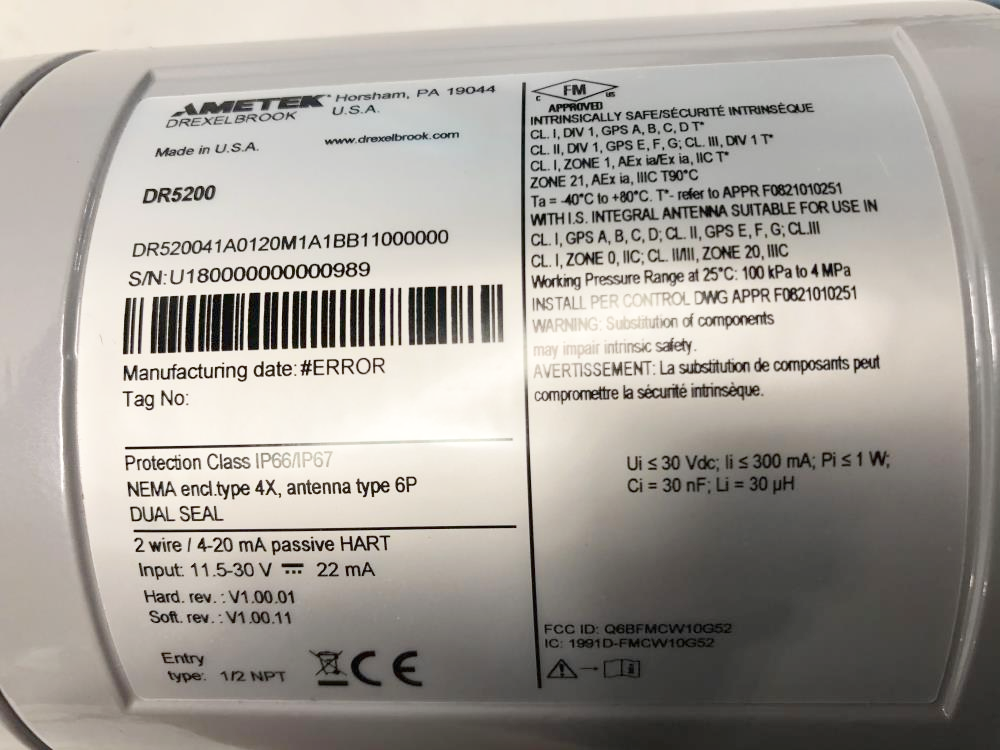 AMETEK
DREXELBROOK
Horsham, PA 19044
U.S.A.
Made in U.S.A.
www.drexelbrook.com
DR5200
DR520041A0120M1A1BB11000000
S/N:U180000000000989
Manufacturing date: #ERROR
Tag No:
Protection Class IP66/IP67
NEMA encl.type 4X, antenna type 6P
DUAL SEAL
2 wire / 4-20 mA passive HART
Input: 11.5-30 V 22 mA
Hard. rev. : V1.00.01
Soft. rev. : V1.00.11
Entry
type: 1/2 NPT
CE
FM
C US
APPROVED
INTRINSICALLY SAFE/SÉCURITÉ INTRINSÈQUE
CL. I, DIV 1, GPS A, B, C, D T*
CL. II, DIV 1, GPS E, F, G; CL. III, DIV 1 T*
CL. I, ZONE 1, AEx ia/Ex ia, IIC T*
ZONE 21, AEx ia, IIIC T90°C
Ta = -40°C to +80°C. T*- refer to APPR F0821010251
WITH I.S. INTEGRAL ANTENNA SUITABLE FOR USE IN
CL. I, GPS A, B, C, D; CL. II, GPS E, F, G; CL.III
CL. I, ZONE 0, IIC; CL. II/III, ZONE 20, IIIC
Working Pressure Range at 25°C: 100 kPa to 4 MPa
INSTALL PER CONTROL DWG APPR F0821010251
WARNING: Substitution of components
may impair intrinsic safety.
AVERTISSEMENT: La substitution de composants peut
compromettre la sécurité intrinsèque.
Ui ≤ 30 Vdc; Ii ≤ 300 mA; Pi ≤ 1 W;
Ci = 30 nF; Li = 30 µH
FCC ID: Q6BFMCW10G52
IC: 1991D-FMCW10G52